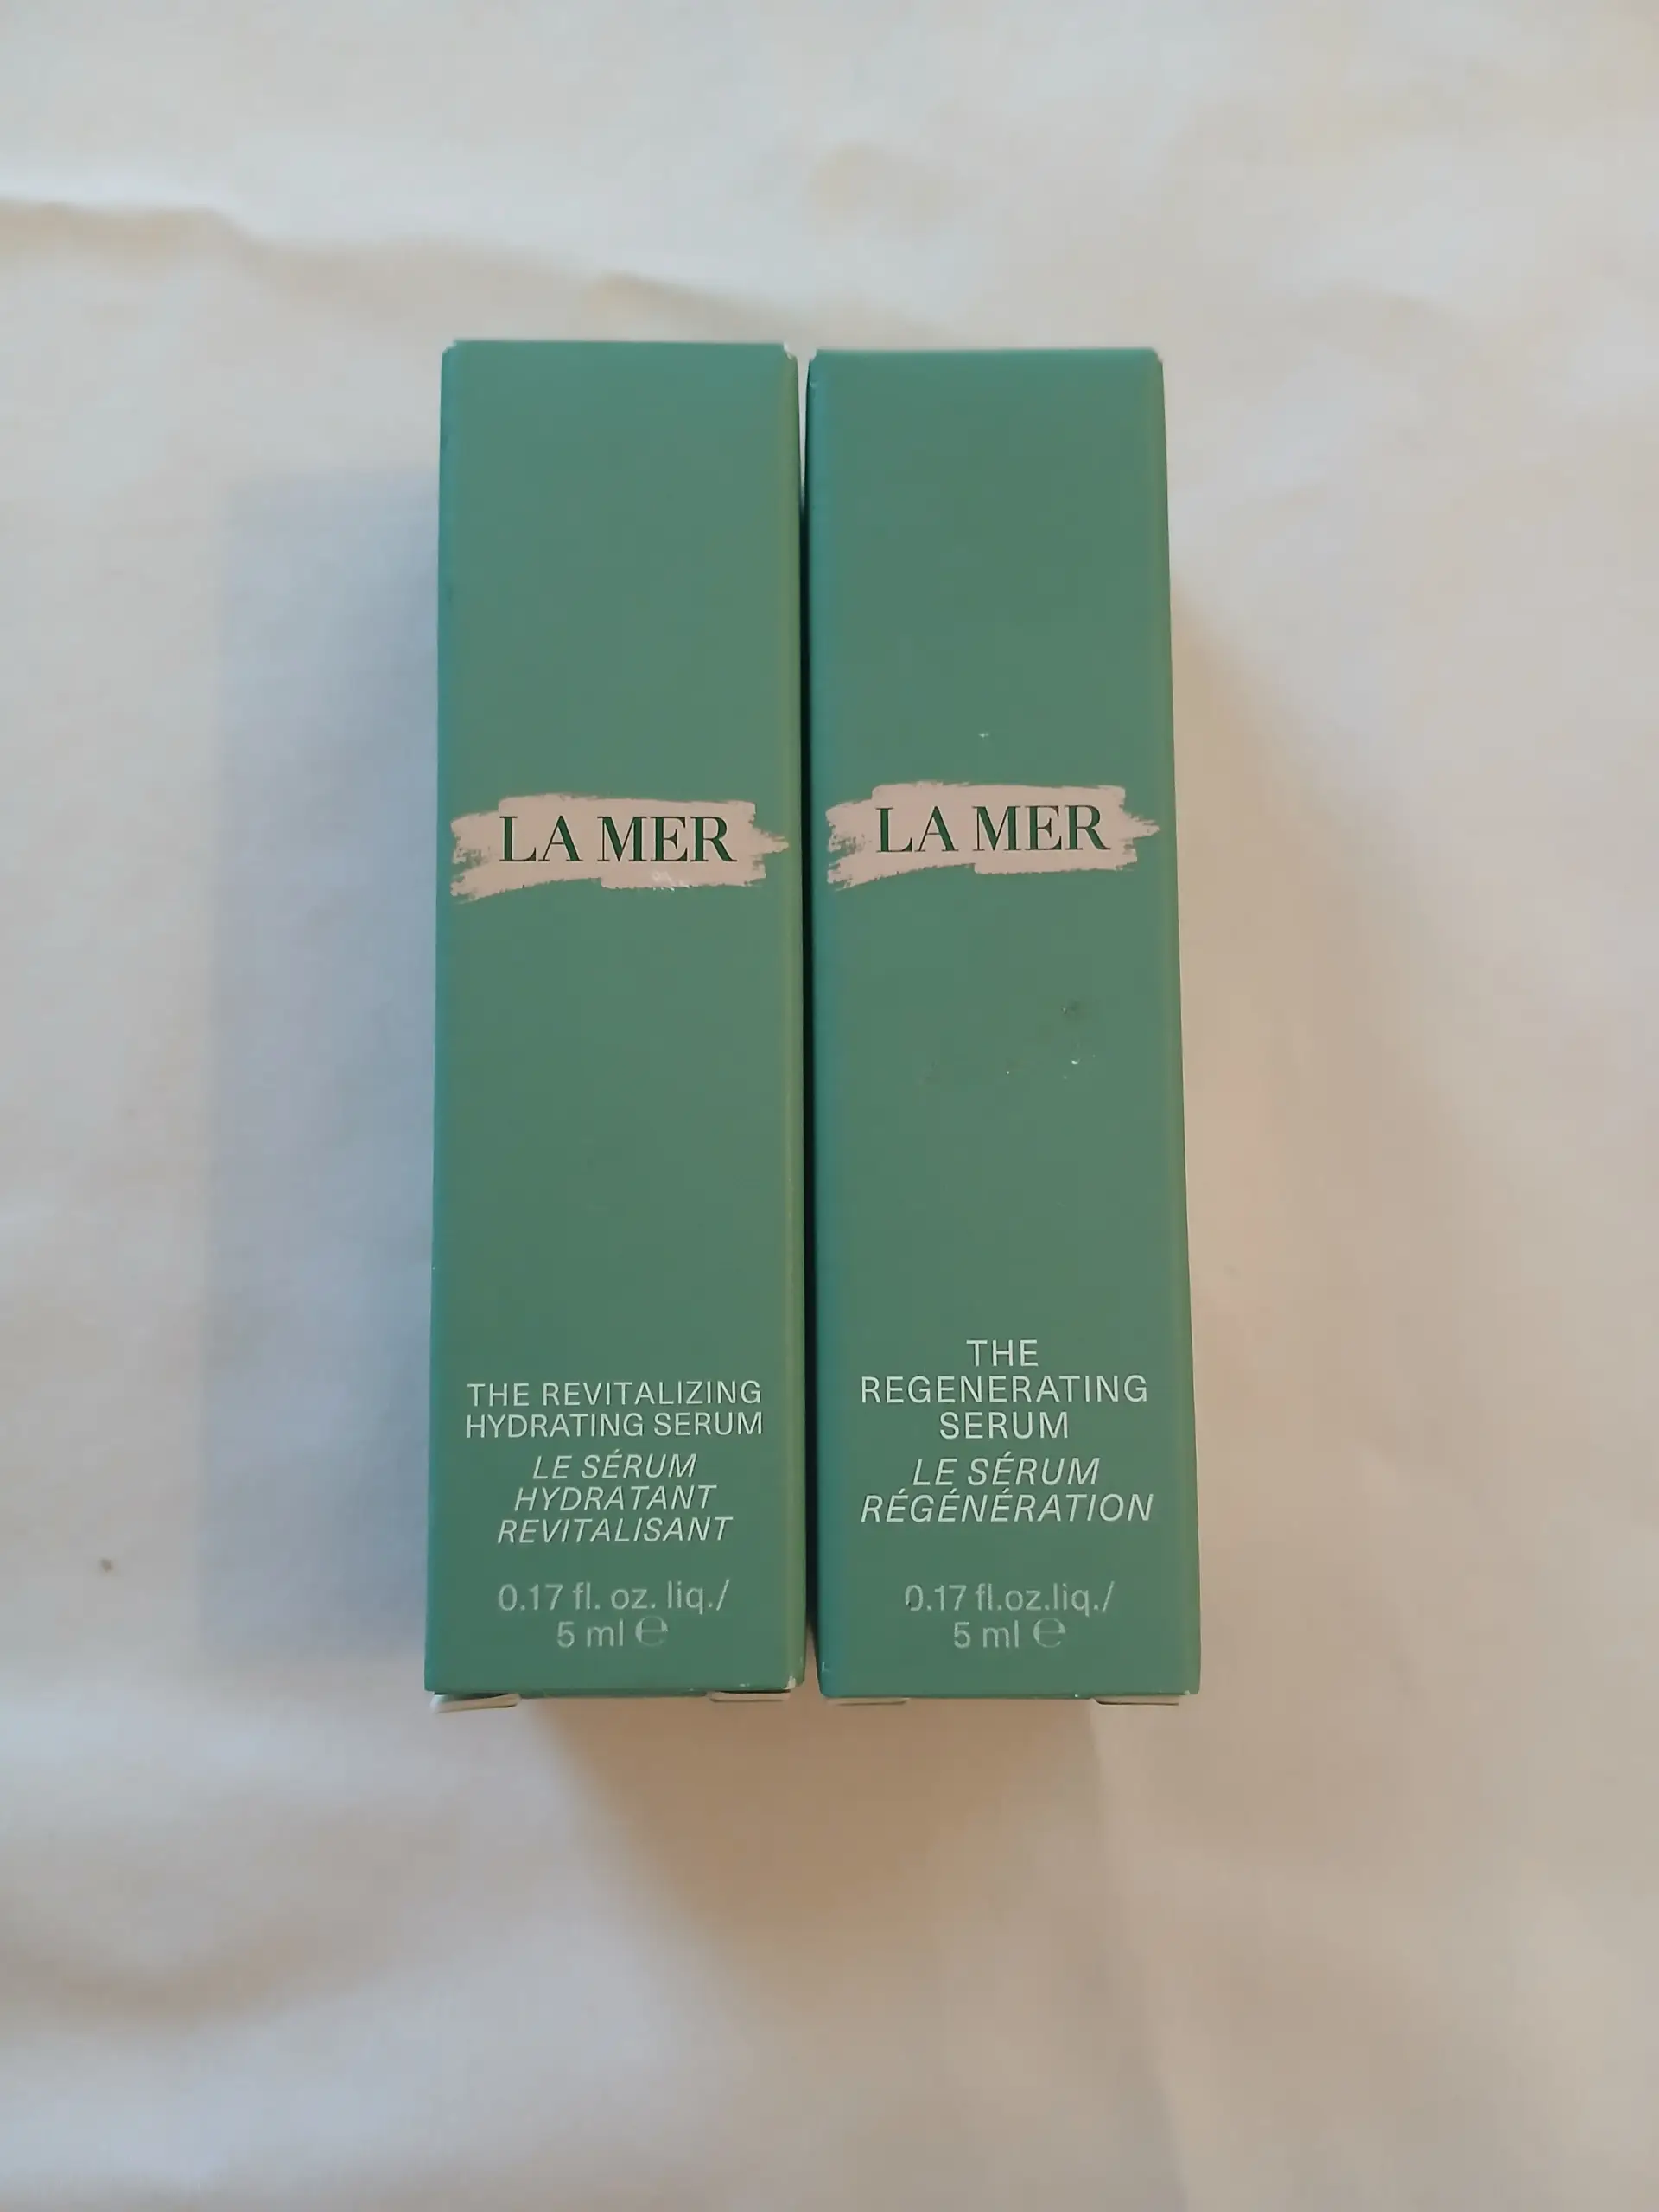 LA MER
THE REVITALIZING
HYDRATING SERUM
LE SÉRUM
HYDRATANT
REVITALISANT
0.17 fl. oz. liq./
5 ml ℮
LA MER
THE
REGENERATING
SERUM
LE SÉRUM
RÉGÉNÉRATION
0.17 fl.oz.liq./
5 ml ℮